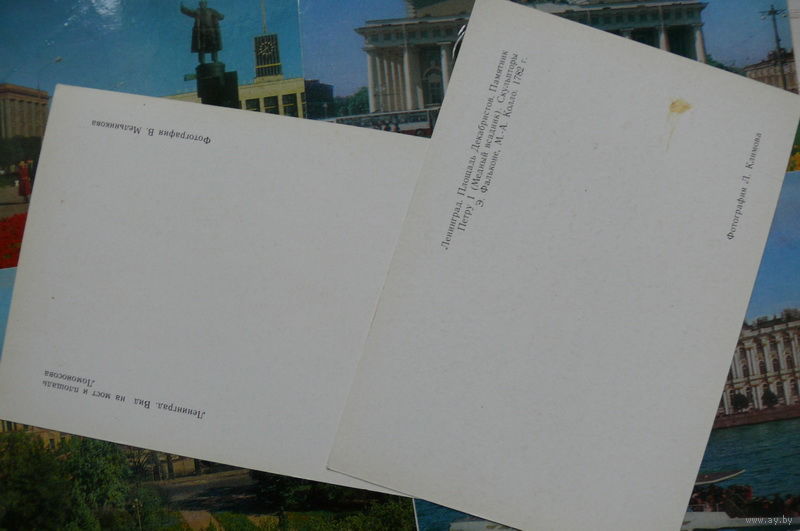 Фотография В. Мельникова
Ленинград. Вид на мост и площадь
Ломоносова
Ленинград. Площадь Декабристов. Памятник
Петру I (Медный всадник). Скульпторы
Э. Фальконе, М.-А. Колло, 1782 г.
Фотография Л. Климова
www.ay.by